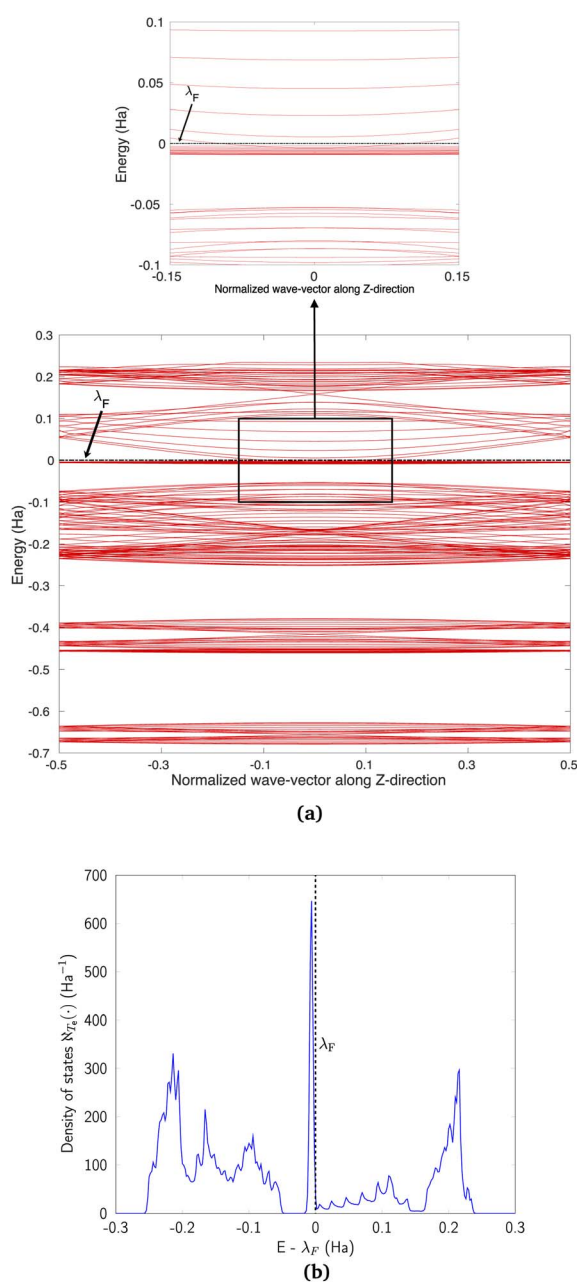 0.1
0.05
λF
0
-0.05
-0.1
Energy (Ha)
-0.15 0 0.15
Normalized wave-vector along Z-direction
0.3
0.2
λF
0.1
0
-0.1
-0.2
-0.3
-0.4
-0.5
-0.6
-0.7
Energy (Ha)
-0.5 -0.3 -0.1 0.1 0.3 0.5
Normalized wave-vector along Z-direction
(a)
700
600
500
400
300
200
100
0
Density of states ℵTe(·) (Ha−1)
λF
-0.3 -0.2 -0.1 0 0.1 0.2 0.3
E - λF (Ha)
(b)